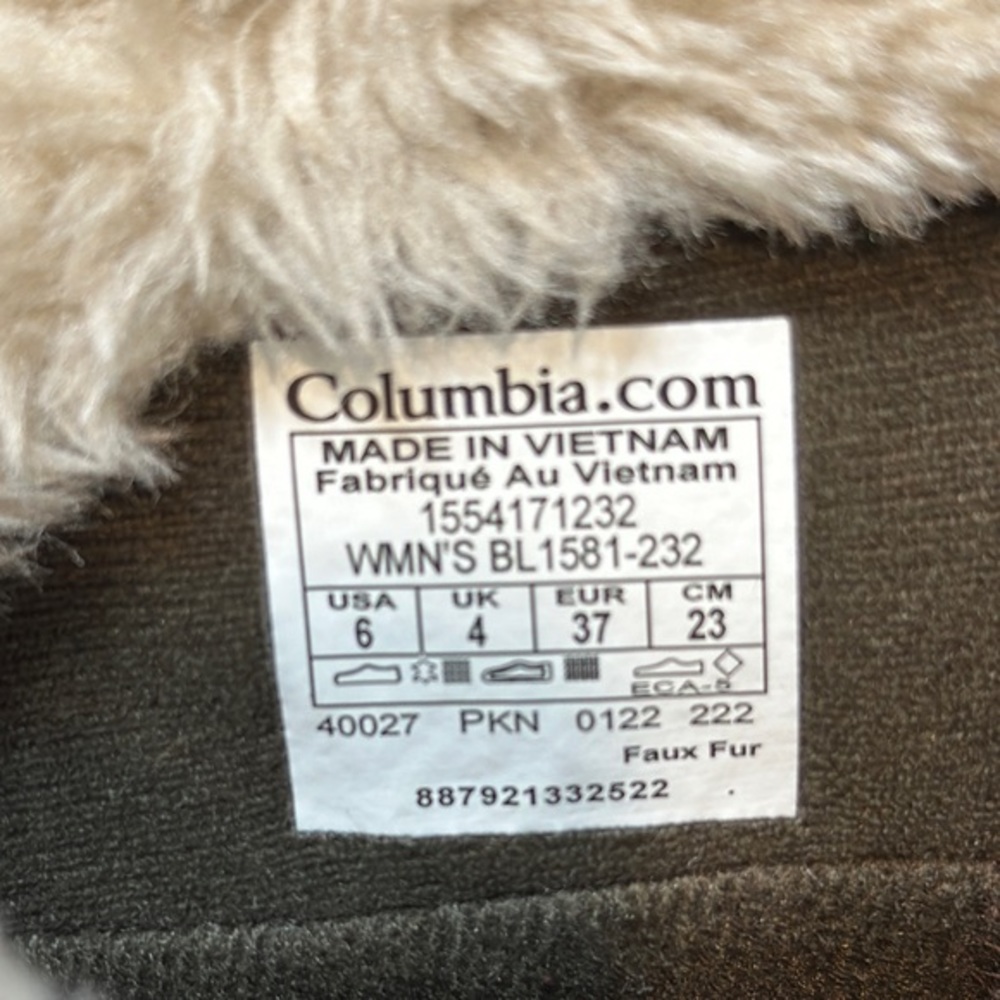 Columbia.com
MADE IN VIETNAM
Fabriqué Au Vietnam
1554171232
WMN'S BL1581-232
USA UK EUR CM
6 4 37 23
ECA-5
40027 PKN 0122 222
Faux Fur
887921332522 .